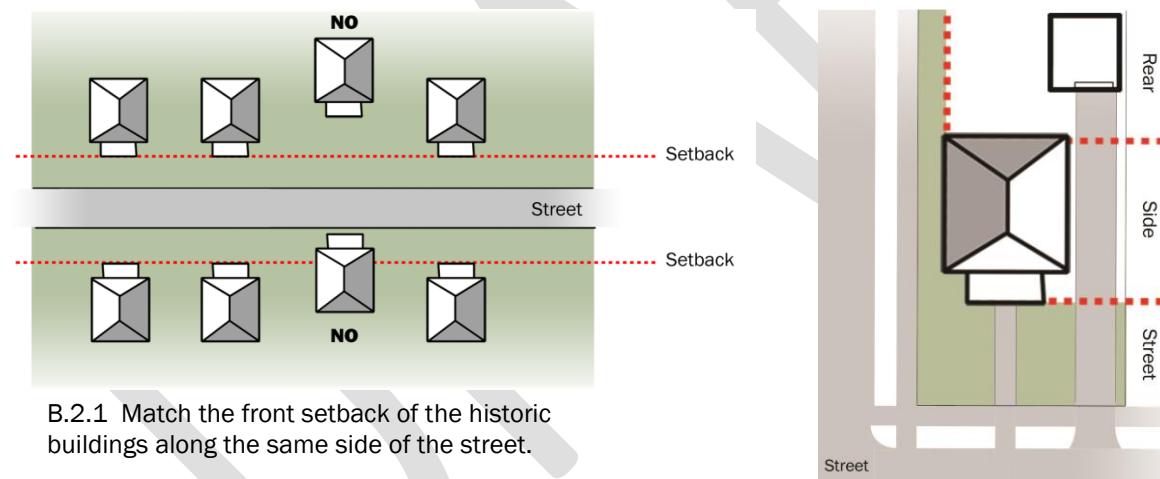 NO
Setback
Street
Setback
NO
B.2.1 Match the front setback of the historic
buildings along the same side of the street.
Rear
Side
Street
Street